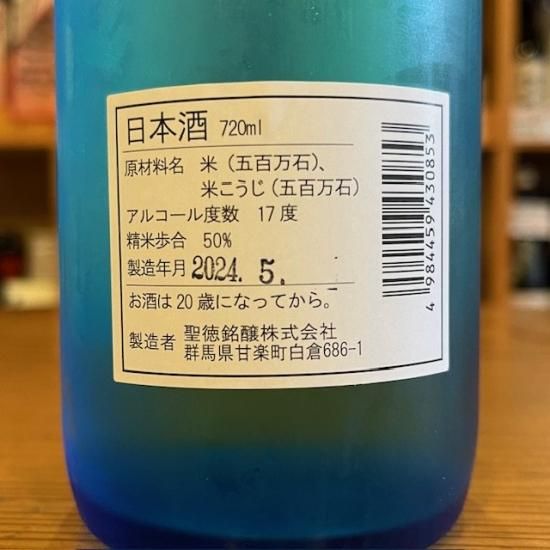 日本酒 720ml
原材料名 米（五百万石）、
米こうじ（五百万石）
アルコール度数 17度
精米歩合 50%
製造年月 2024. 5.
お酒は20歳になってから。
製造者 聖徳銘醸株式会社
群馬県甘楽町白倉686-1
4 984459 430853